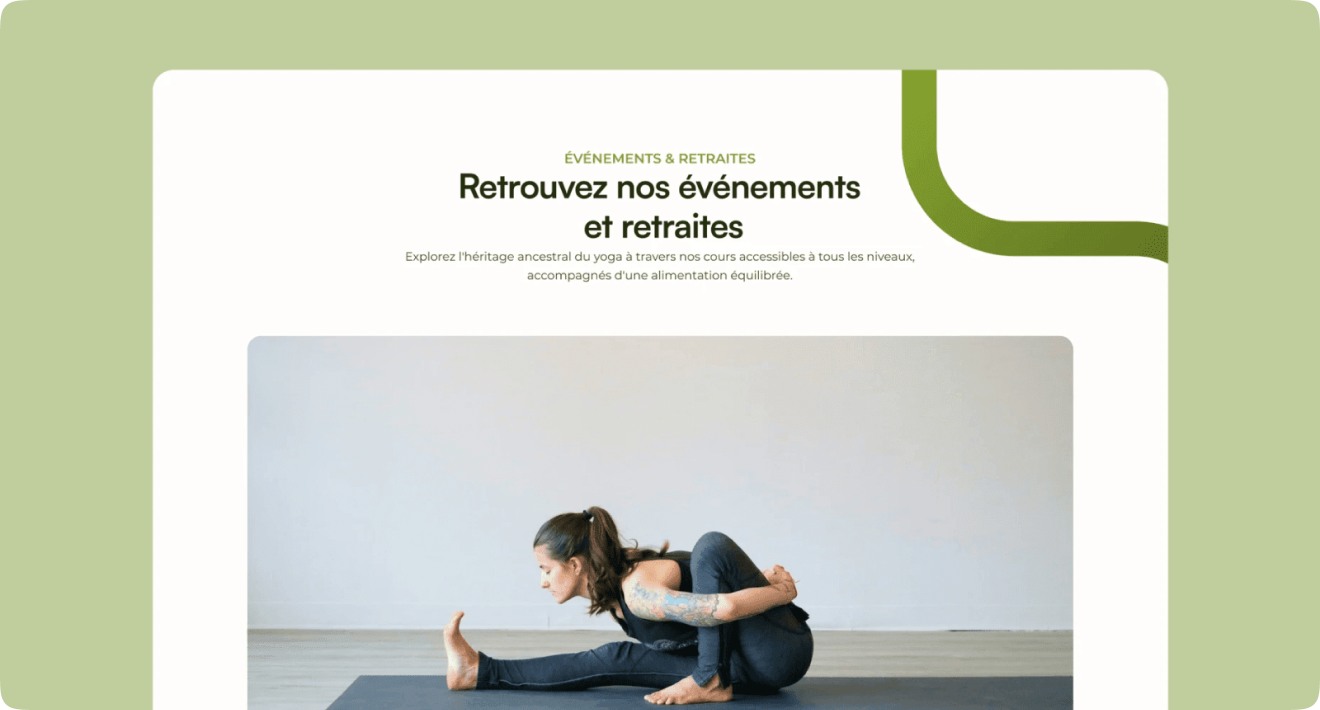 ÉVÉNEMENTS & RETRAITES
Retrouvez nos événements
et retraites
Explorez l'héritage ancestral du yoga à travers nos cours accessibles à tous les niveaux,
accompagnés d'une alimentation équilibrée.